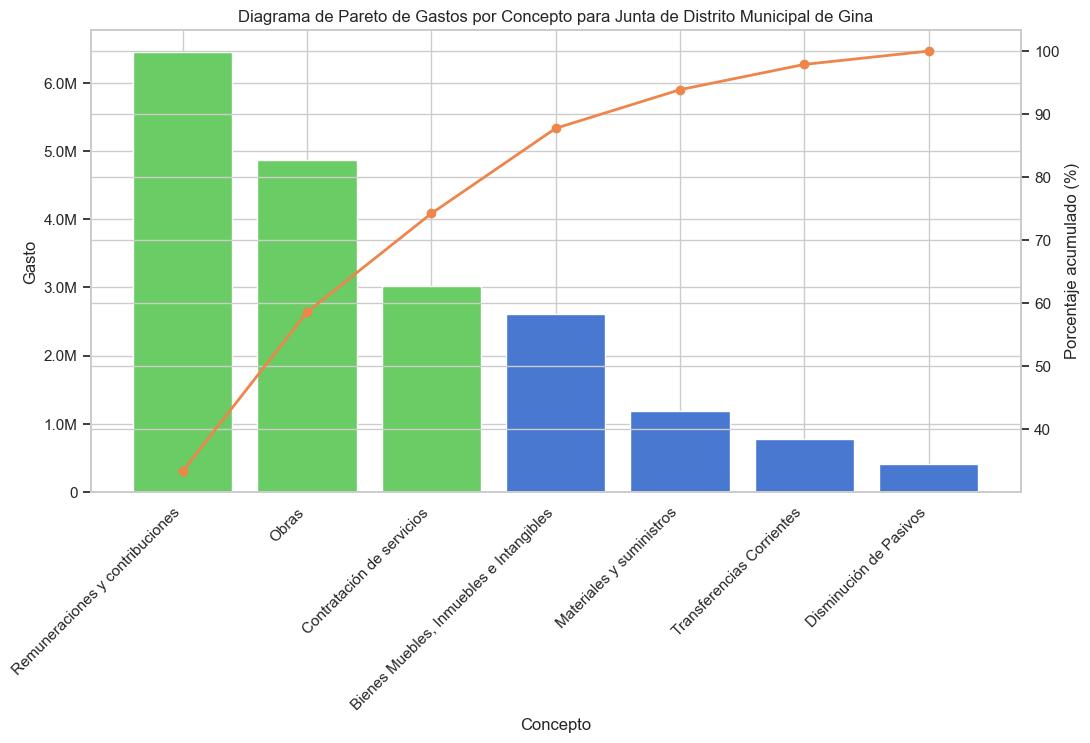 Diagrama de Pareto de Gastos por Concepto para Junta de Distrito Municipal de Gina
Gasto
6.0M
5.0M
4.0M
3.0M
2.0M
1.0M
0
Porcentaje acumulado (%)
100
90
80
70
60
50
40
Remuneraciones y contribuciones
Obras
Contratación de servicios
Bienes Muebles, Inmuebles e Intangibles
Materiales y suministros
Transferencias Corrientes
Disminución de Pasivos
Concepto